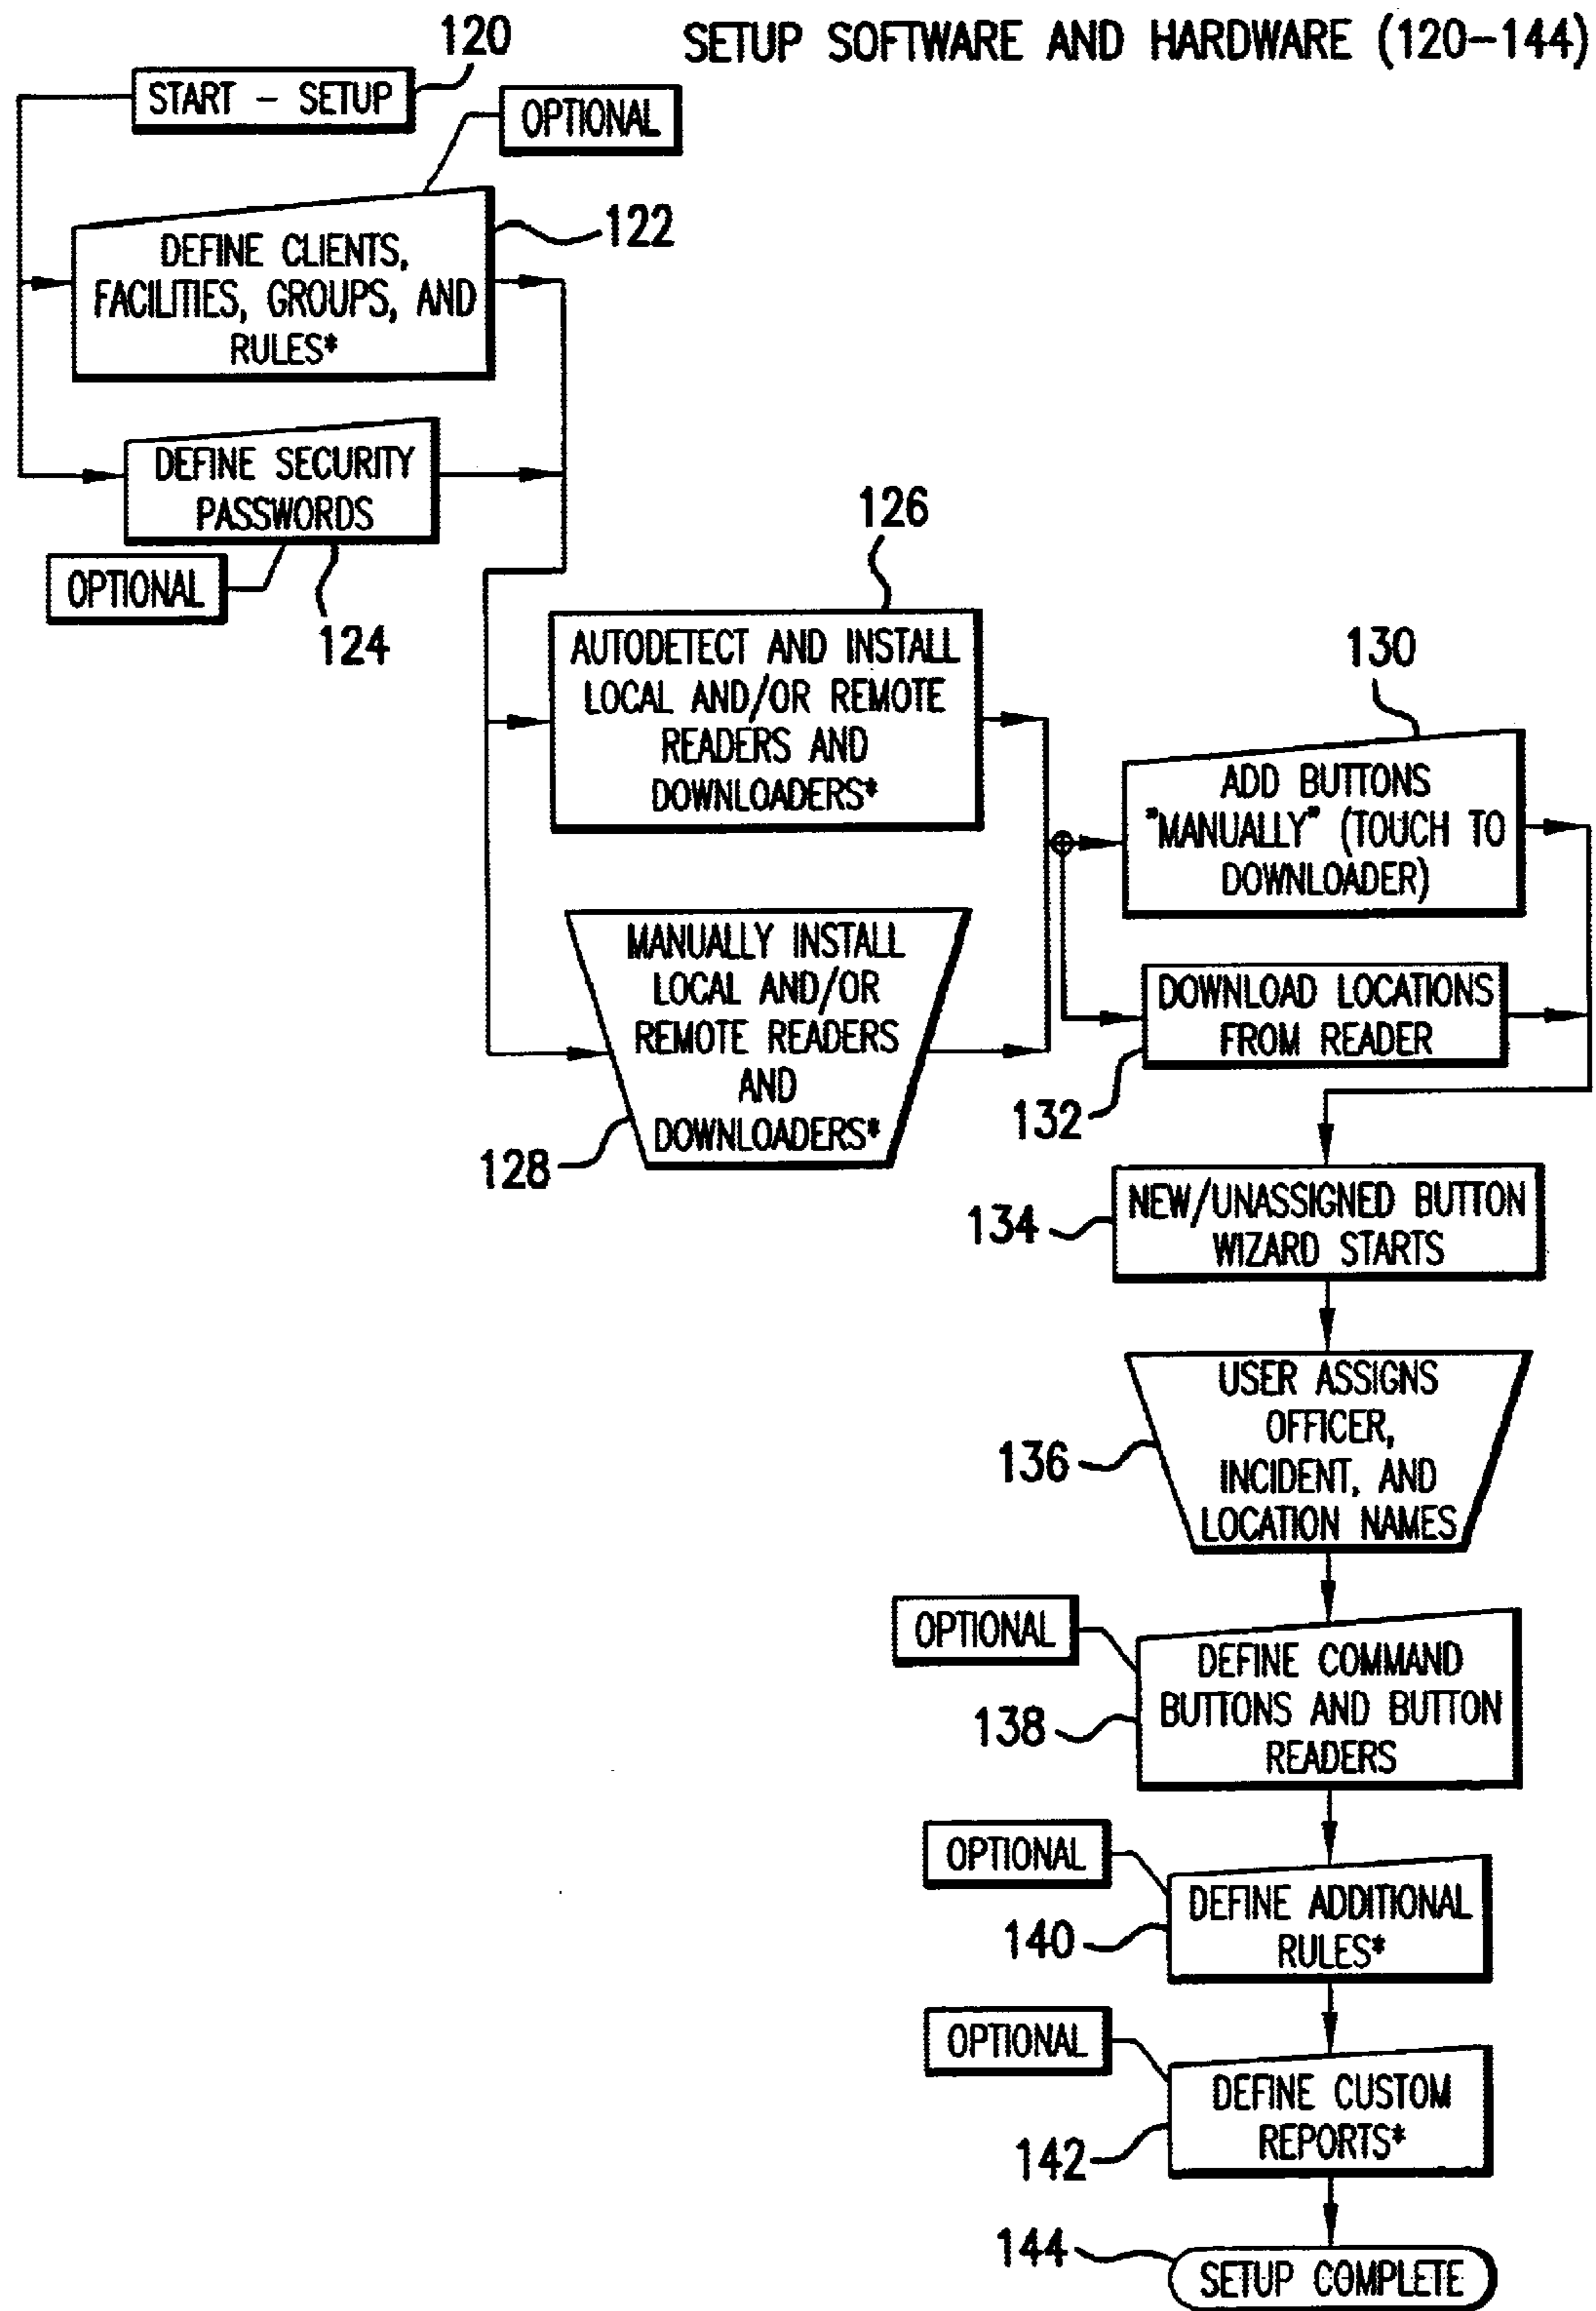 120
SETUP SOFTWARE AND HARDWARE (120-144)
START - SETUP
OPTIONAL
122
DEFINE CLIENTS,
FACILITIES, GROUPS, AND
RULES*
DEFINE SECURITY
PASSWORDS
OPTIONAL
124
126
AUTODETECT AND INSTALL
LOCAL AND/OR REMOTE
READERS AND
DOWNLOADERS*
130
ADD BUTTONS
"MANUALLY" (TOUCH TO
DOWNLOADER)
MANUALLY INSTALL
LOCAL AND/OR
REMOTE READERS
AND
DOWNLOADERS*
128
DOWNLOAD LOCATIONS
FROM READER
132
134
NEW/UNASSIGNED BUTTON
WIZARD STARTS
USER ASSIGNS
OFFICER,
INCIDENT, AND
LOCATION NAMES
136
OPTIONAL
DEFINE COMMAND
BUTTONS AND BUTTON
READERS
138
OPTIONAL
DEFINE ADDITIONAL
RULES*
140
OPTIONAL
DEFINE CUSTOM
REPORTS*
142
144
SETUP COMPLETE